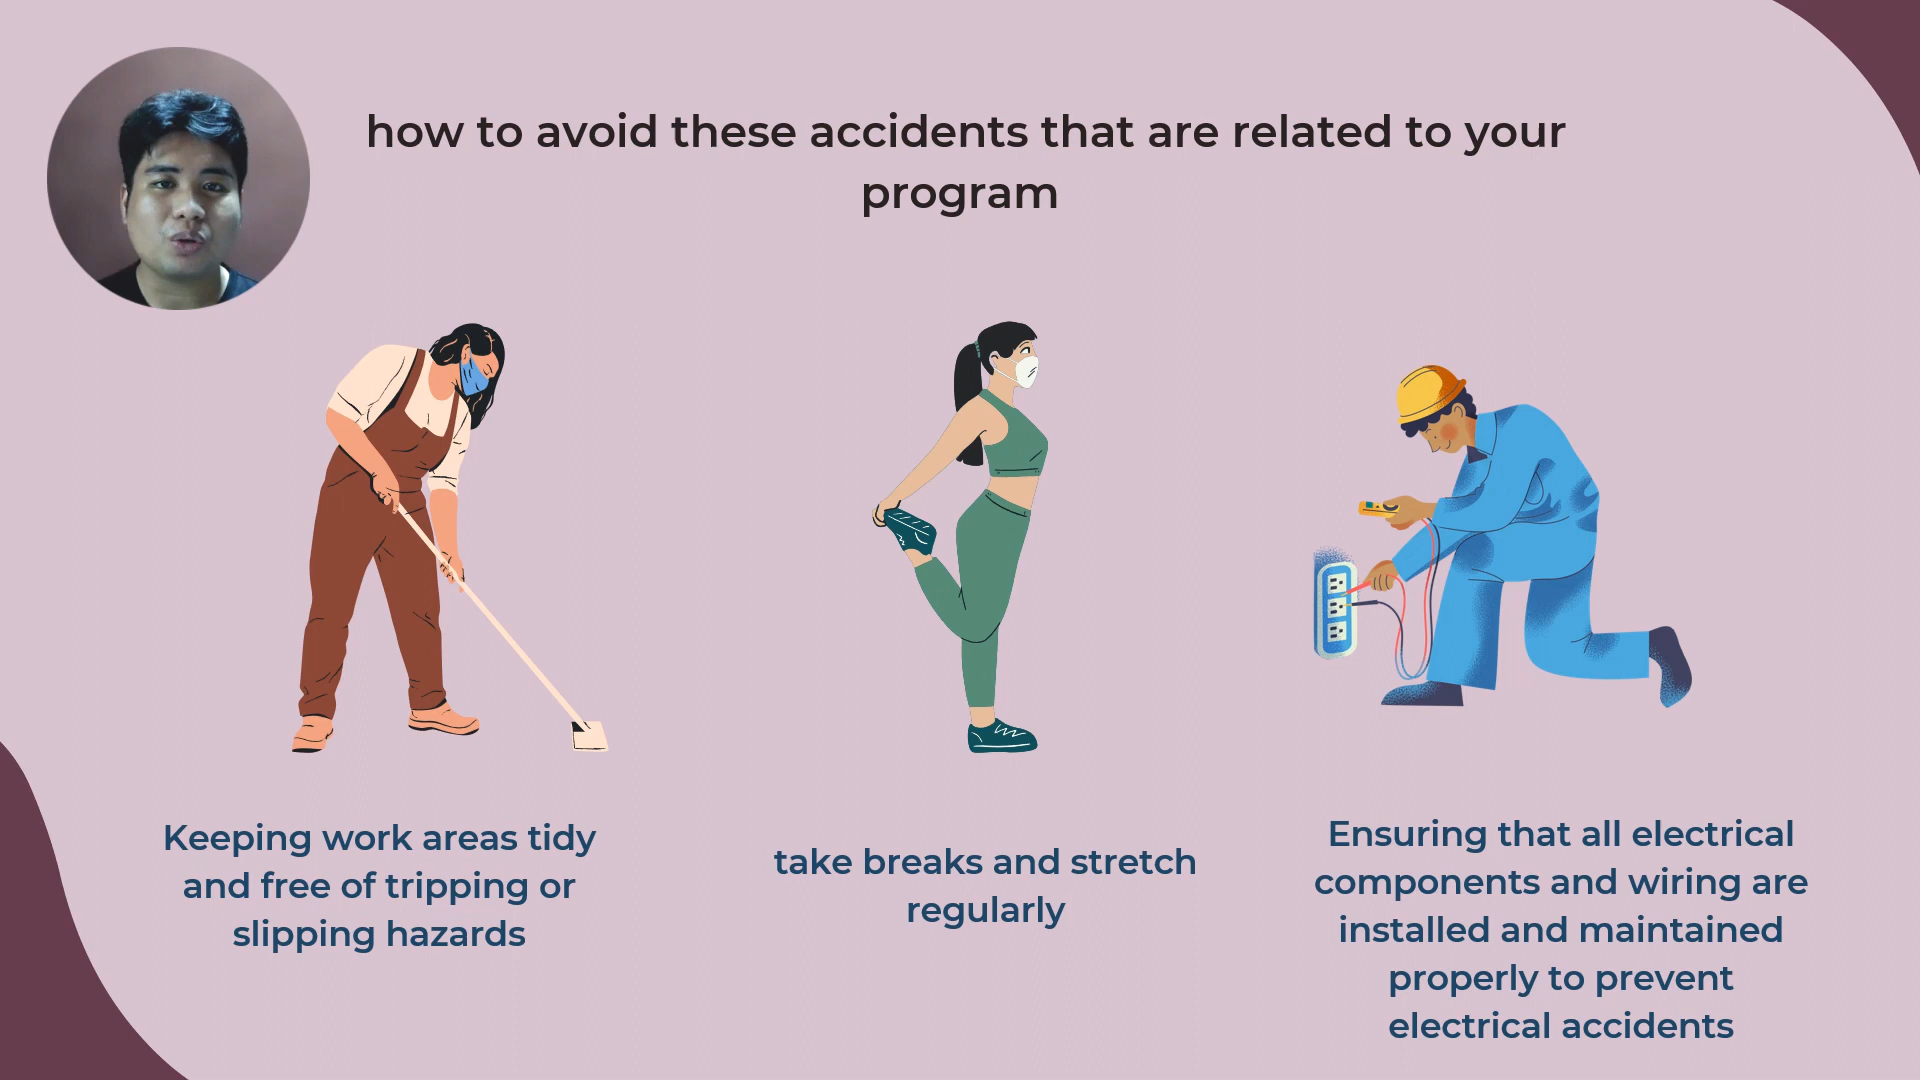 how to avoid these accidents that are related to your
program
Keeping work areas tidy
and free of tripping or
slipping hazards
take breaks and stretch
regularly
Ensuring that all electrical
components and wiring are
installed and maintained
properly to prevent
electrical accidents